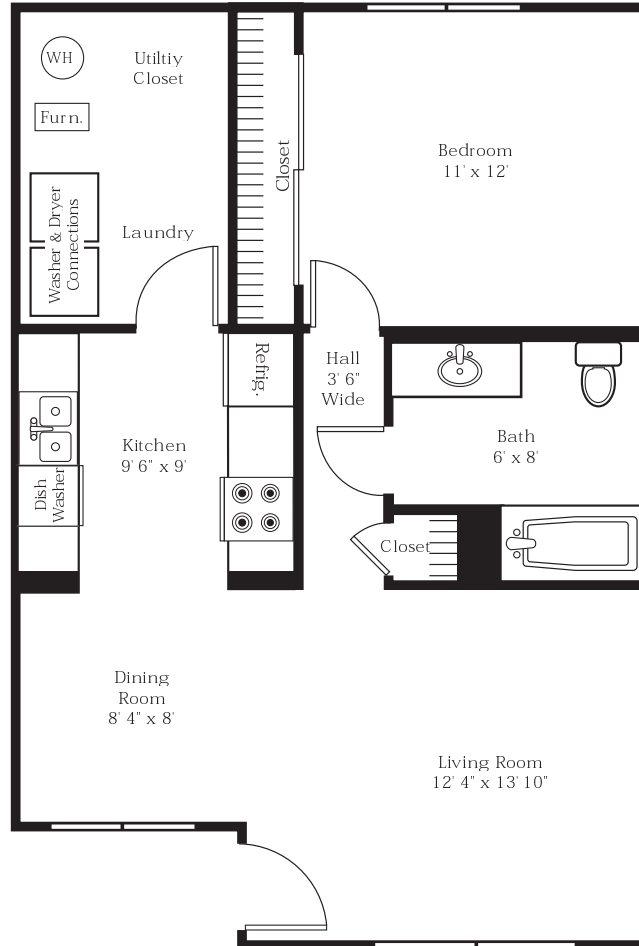 WH
Utiltiy
Closet
Furn.
Washer & Dryer
Connections
Laundry
Closet
Bedroom
11' x 12'
Refrig.
Hall
3' 6"
Wide
Kitchen
9' 6" x 9'
Dish
Washer
Bath
6' x 8'
Closet
Dining
Room
8' 4" x 8'
Living Room
12' 4" x 13' 10"